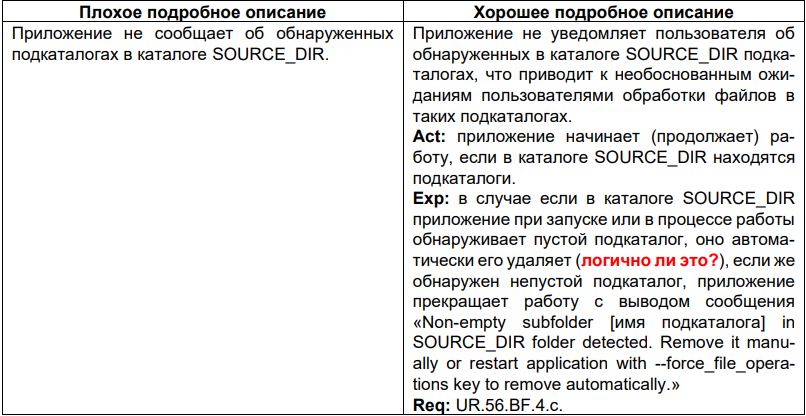 Плохое подробное описание
Хорошее подробное описание
Приложение не сообщает об обнаруженных
подкаталогах в каталоге SOURCE_DIR.
Приложение не уведомляет пользователя об
обнаруженных в каталоге SOURCE_DIR подка-
талогах, что приводит к необоснованным ожи-
даниям пользователями обработки файлов в
таких подкаталогах.
Act: приложение начинает (продолжает) ра-
боту, если в каталоге SOURCE_DIR находятся
подкаталоги.
Exp: в случае если в каталоге SOURCE_DIR
приложение при запуске или в процессе работы
обнаруживает пустой подкаталог, оно автома-
тически его удаляет (логично ли это?), если же
обнаружен непустой подкаталог, приложение
прекращает работу с выводом сообщения
«Non-empty subfolder [имя подкаталога] in
SOURCE_DIR folder detected. Remove it manu-
ally or restart application with --force_file_opera-
tions key to remove automatically.»
Req: UR.56.BF.4.c.